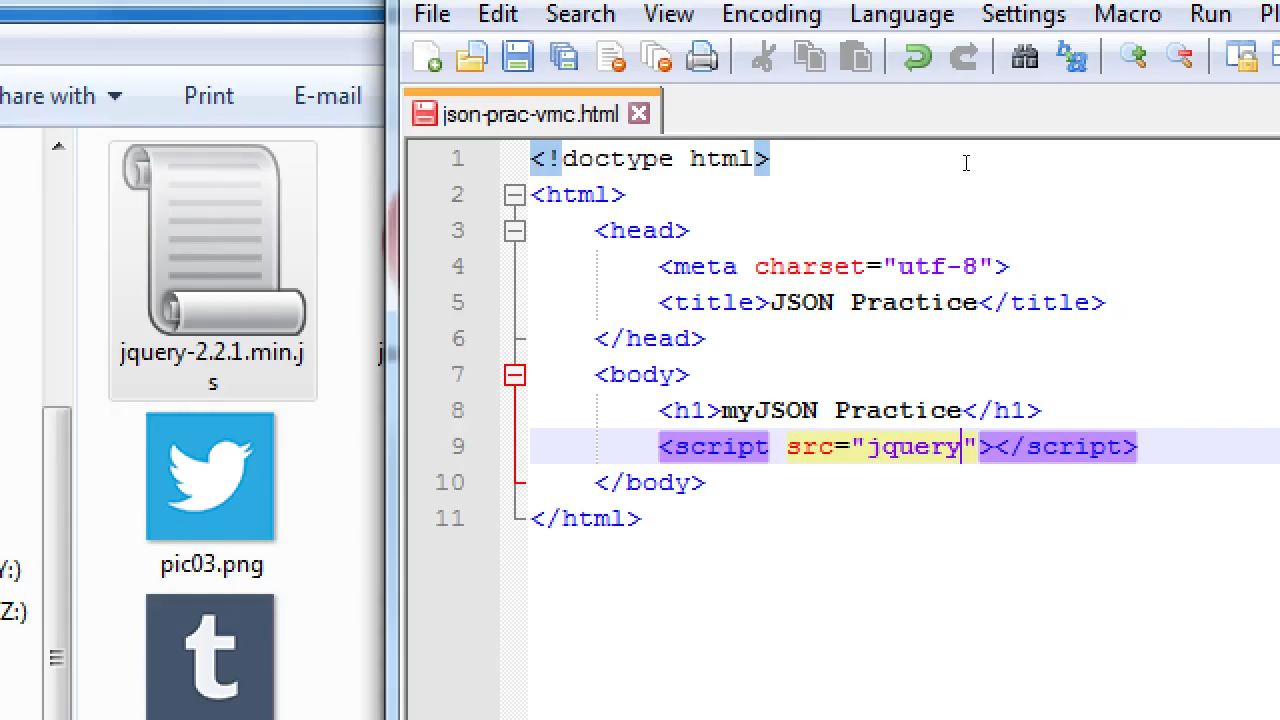 File Edit Search View Encoding Language Settings Macro Run Pl
hare with Print E-mail
json-prac-vmc.html
jquery-2.2.1.min.j
s
pic03.png
Y:)
Z:)
t
1 <!doctype html>
2 <html>
3 <head>
4 <meta charset="utf-8">
5 <title>JSON Practice</title>
6 </head>
7 <body>
8 <h1>myJSON Practice</h1>
9 <script src="jquery"></script>
10 </body>
11 </html>